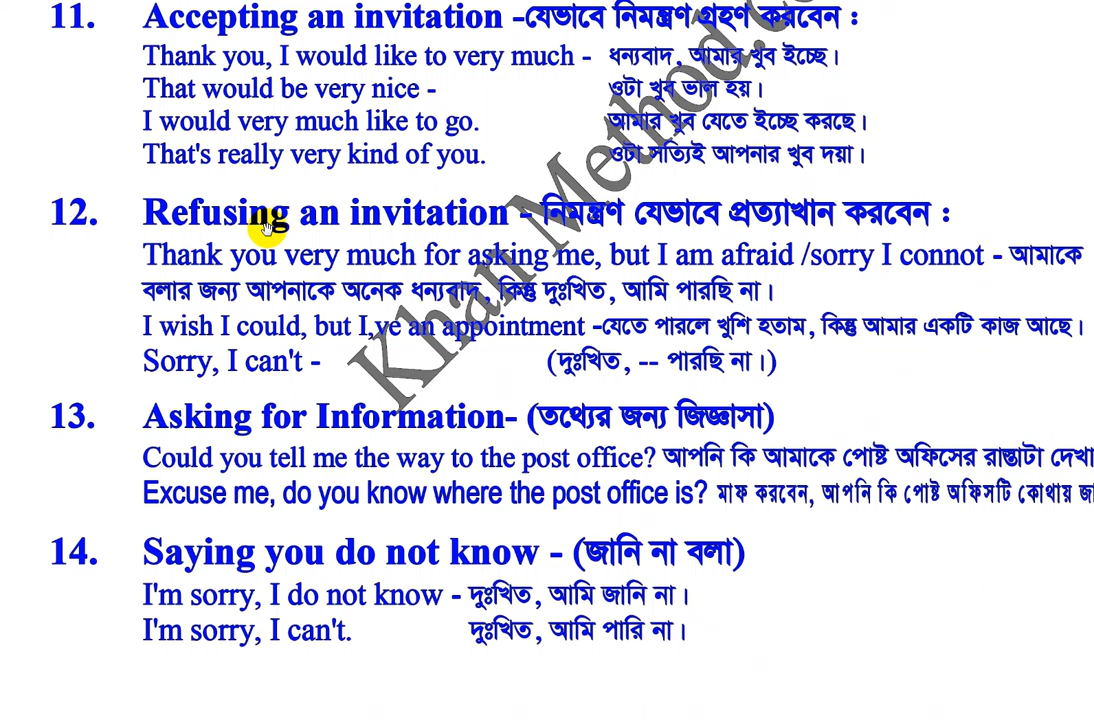 11. Accepting an invitation -যেভাবে নিমন্ত্রণ গ্রহণ করবেন :
Thank you, I would like to very much - ধন্যবাদ, আমার খুব ইচ্ছে।
That would be very nice - ওটা খুব ভাল হয়।
I would very much like to go. আমার খুব যেতে ইচ্ছে করছে।
That's really very kind of you. ওটা সত্যিই আপনার খুব দয়া।
12. Refusing an invitation - নিমন্ত্রণ যেভাবে প্রত্যাখান করবেন :
Thank you very much for asking me, but I am afraid /sorry I connot - আমাকে
বলার জন্য আপনাকে অনেক ধন্যবাদ, কিন্তু দুঃখিত, আমি পারছি না।
I wish I could, but I,ve an appointment -যেতে পারলে খুশি হতাম, কিন্তু আমার একটি কাজ আছে।
Sorry, I can't - (দুঃখিত, -- পারছি না।)
13. Asking for Information- (তথ্যের জন্য জিজ্ঞাসা)
Could you tell me the way to the post office? আপনি কি আমাকে পোষ্ট অফিসের রাস্তাটা দেখা
Excuse me, do you know where the post office is? মাফ করবেন, আপনি কি পোষ্ট অফিসটি কোথায় জা
14. Saying you do not know - (জানি না বলা)
I'm sorry, I do not know - দুঃখিত, আমি জানি না।
I'm sorry, I can't. দুঃখিত, আমি পারি না।
Khan Method.c